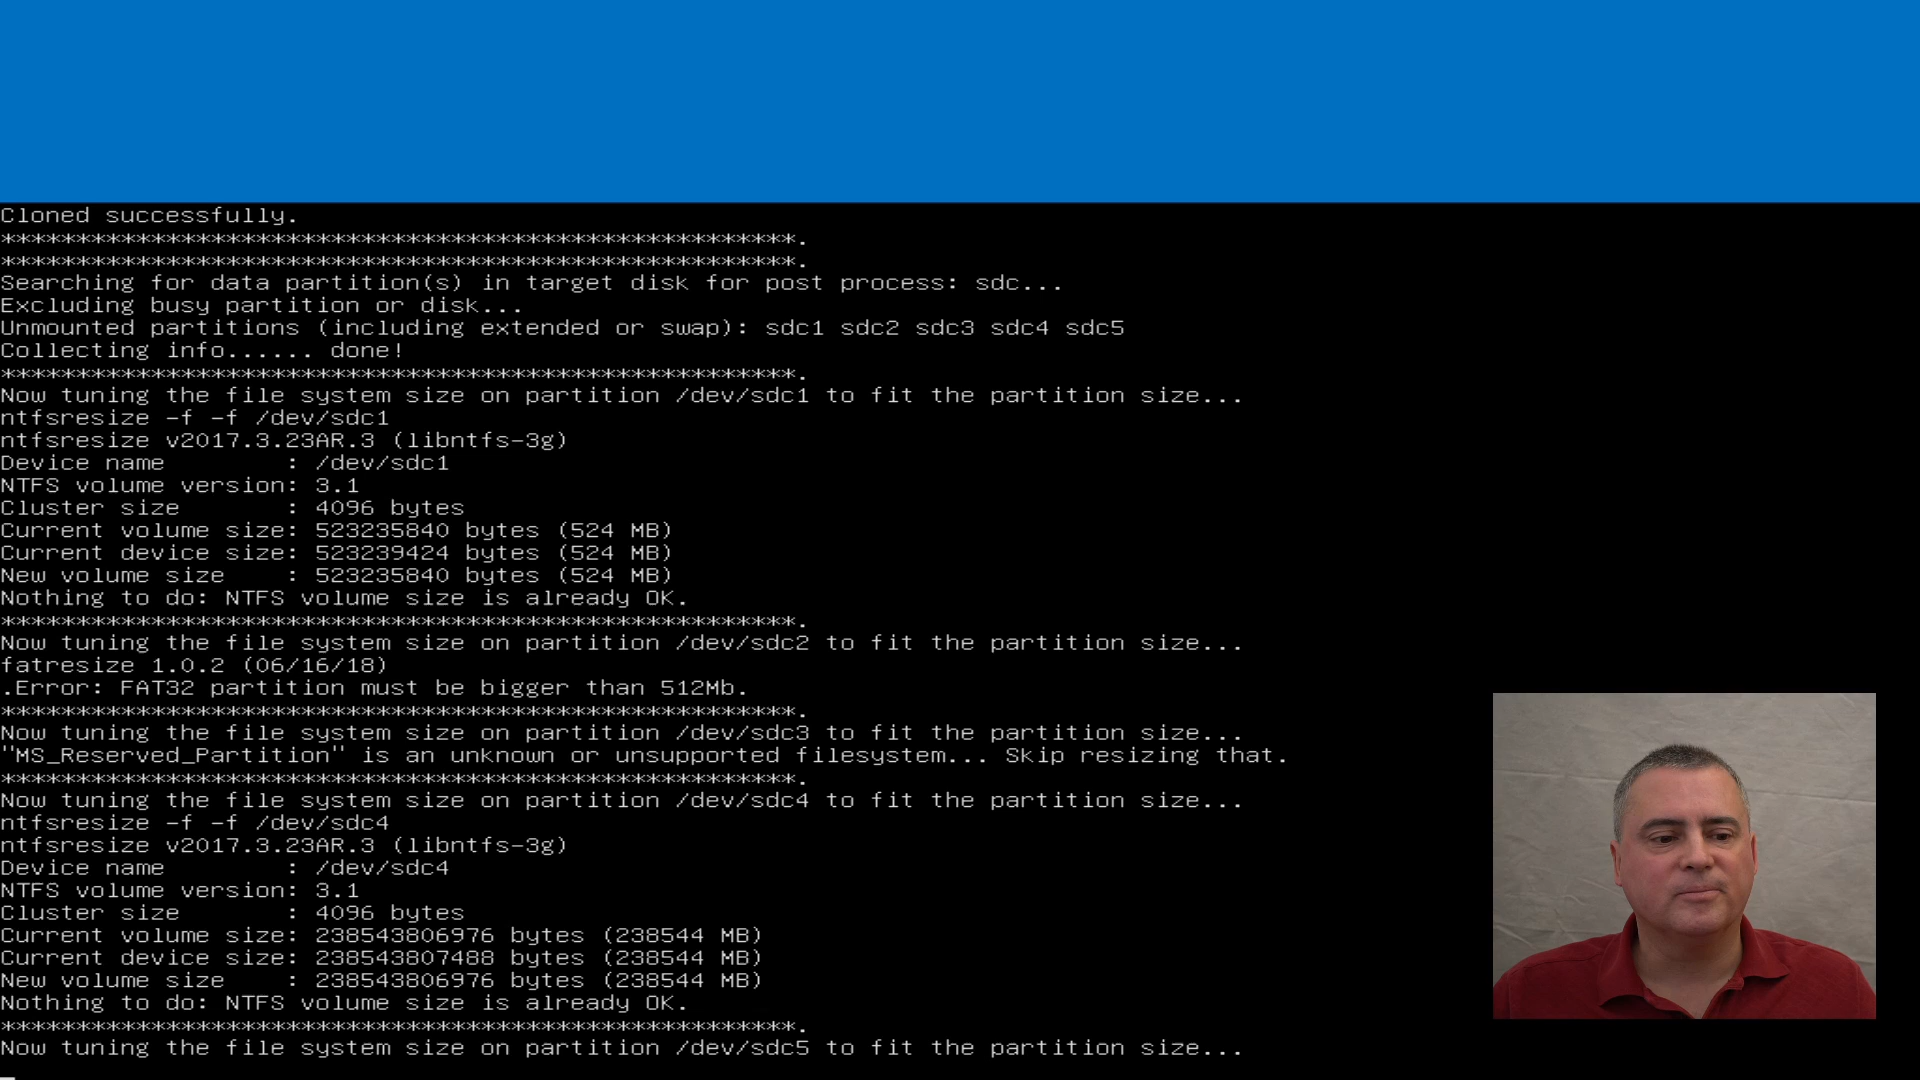 Cloned successfully.
*****************************************************.
*****************************************************.
Searching for data partition(s) in target disk for post process: sdc...
Excluding busy partition or disk...
Unmounted partitions (including extended or swap): sdc1 sdc2 sdc3 sdc4 sdc5
Collecting info...... done!
*****************************************************.
Now tuning the file system size on partition /dev/sdc1 to fit the partition size...
ntfsresize -f -f /dev/sdc1
ntfsresize v2017.3.23AR.3 (libntfs-3g)
Device name        : /dev/sdc1
NTFS volume version: 3.1
Cluster size       : 4096 bytes
Current volume size: 523235840 bytes (524 MB)
Current device size: 523239424 bytes (524 MB)
New volume size    : 523235840 bytes (524 MB)
Nothing to do: NTFS volume size is already OK.
*****************************************************.
Now tuning the file system size on partition /dev/sdc2 to fit the partition size...
fatresize 1.0.2 (06/16/18)
.Error: FAT32 partition must be bigger than 512Mb.
*****************************************************.
Now tuning the file system size on partition /dev/sdc3 to fit the partition size...
"MS_Reserved_Partition" is an unknown or unsupported filesystem... Skip resizing that.
*****************************************************.
Now tuning the file system size on partition /dev/sdc4 to fit the partition size...
ntfsresize -f -f /dev/sdc4
ntfsresize v2017.3.23AR.3 (libntfs-3g)
Device name        : /dev/sdc4
NTFS volume version: 3.1
Cluster size       : 4096 bytes
Current volume size: 238543806976 bytes (238544 MB)
Current device size: 238543807488 bytes (238544 MB)
New volume size    : 238543806976 bytes (238544 MB)
Nothing to do: NTFS volume size is already OK.
*****************************************************.
Now tuning the file system size on partition /dev/sdc5 to fit the partition size...